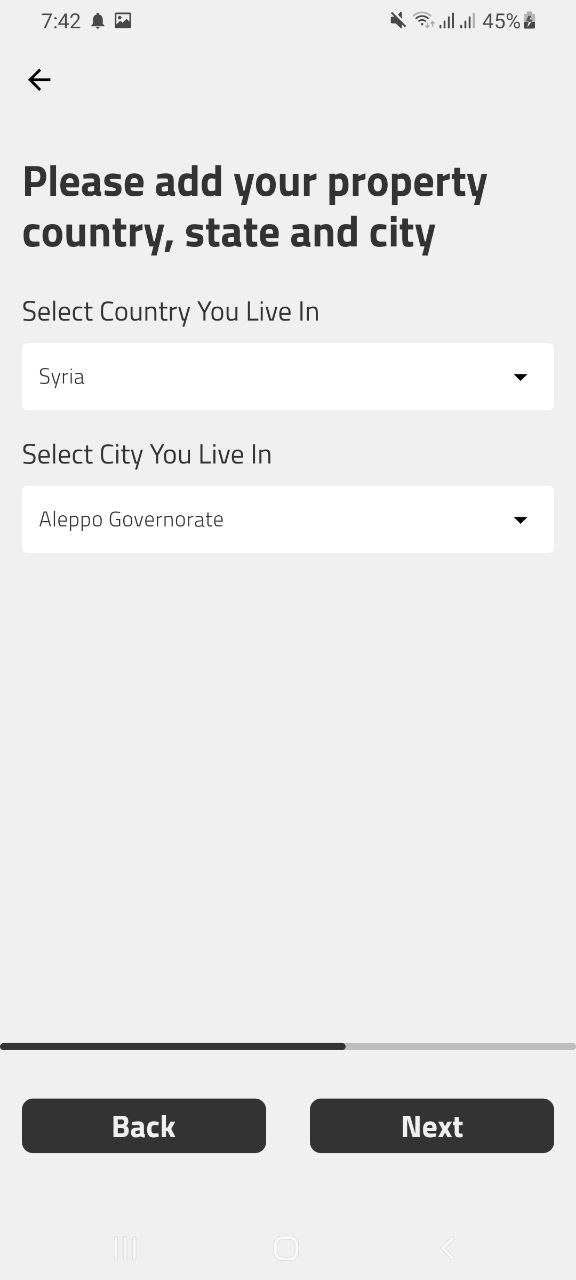 7:42
45%
Please add your property
country, state and city
Select Country You Live In
Syria
Select City You Live In
Aleppo Governorate
Back
Next